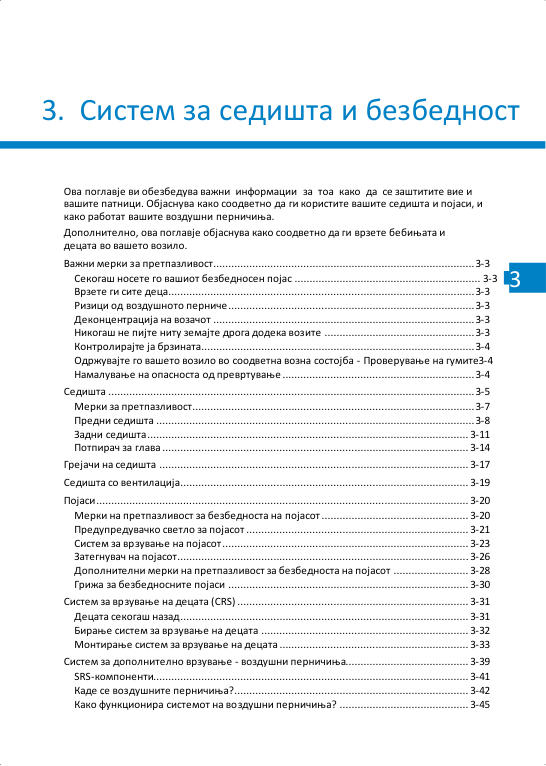 3. Систем за седишта и безбедност
Ова поглавје ви обезбедува важни информации за тоа како да се заштитите вие и
вашите патници. Објаснува како соодветно да ги користите вашите седишта и појаси, и
како работат вашите воздушни перничиња.
Дополнително, ова поглавје објаснува како соодветно да ги врзете бебињата и
децата во вашето возило.
Важни мерки за претпазливост 3-3
Секогаш носете го вашиот безбедносен појас 3-3
3
Врзете ги сите деца 3-3
Ризици од воздушното перниче 3-3
Деконцентрација на возачот 3-3
Никогаш не пијте ниту земајте дрога додека возите 3-3
Контролирајте ја брзината 3-4
Одржувајте го вашето возило во соодветна возна состојба - Проверување на гумите3-4
Намалување на опасноста од превртување 3-4
Седишта 3-5
Мерки за претпазливост 3-7
Предни седишта 3-8
Задни седишта 3-11
Потпирач за глава 3-14
Грејачи на седишта 3-17
Седишта со вентилација 3-19
Појаси 3-20
Мерки на претпазливост за безбедноста на појасот 3-20
Предупредувачко светло за појасот 3-21
Систем за врзување на појасот 3-23
Затегнувач на појасот 3-26
Дополнителни мерки на претпазливост за безбедноста на појасот 3-28
Грижа за безбедносните појаси 3-30
Систем за врзување на децата (CRS) 3-31
Децата секогаш назад 3-31
Бирање систем за врзување на децата 3-32
Монтирање систем за врзување на децата 3-33
Систем за дополнително врзување - воздушни перничиња 3-39
SRS-компоненти 3-41
Каде се воздушните перничиња? 3-42
Како функционира системот на воздушни перничиња? 3-45